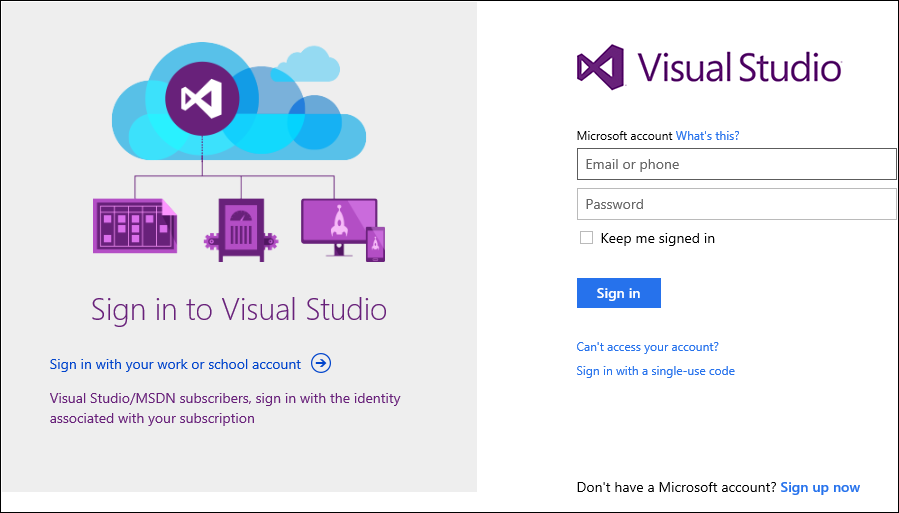 Sign in to Visual Studio
Sign in with your work or school account
Visual Studio/MSDN subscribers, sign in with the identity
associated with your subscription
Visual Studio
Microsoft account What's this?
Email or phone
Password
Keep me signed in
Sign in
Can't access your account?
Sign in with a single-use code
Don't have a Microsoft account? Sign up now